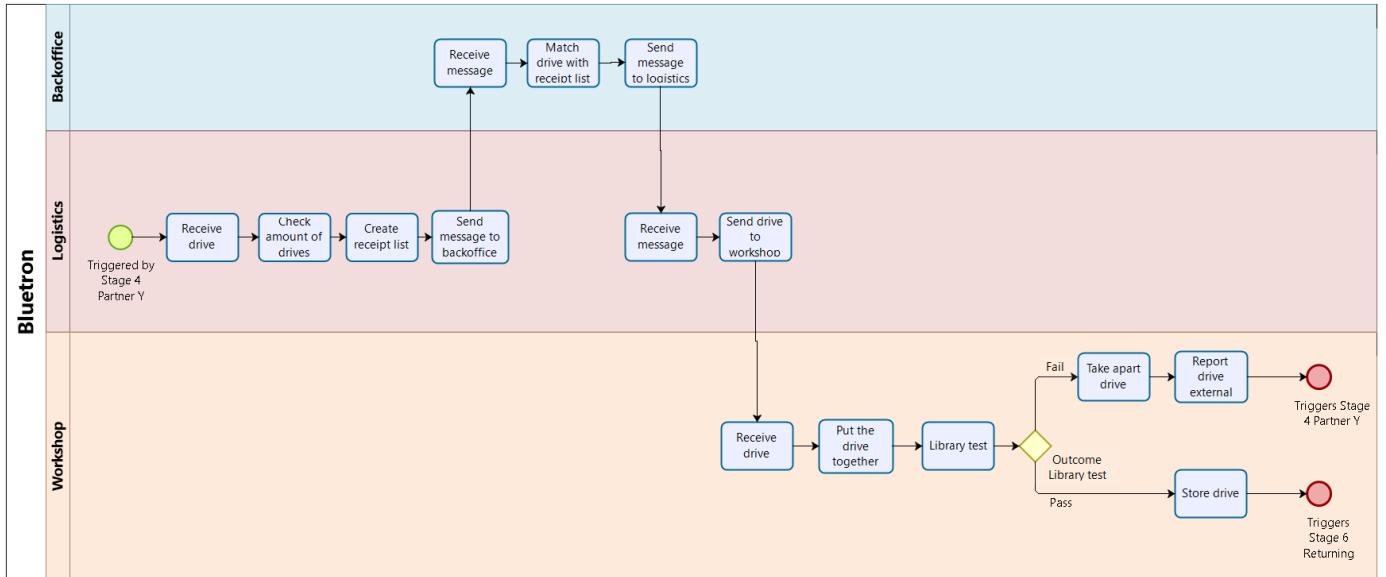 Bluetron
Backoffice
Receive
message
Match
drive with
receipt list
Send
message
to logistics
Logistics
Triggered by
Stage 4
Partner Y
Receive
drive
Check
amount of
drives
Create
receipt list
Send
message to
backoffice
Receive
message
Send drive
to
workshop
Workshop
Receive
drive
Put the
drive
together
Library test
Outcome
Library test
Fail
Take apart
drive
Report
drive
external
Triggers Stage
4 Partner Y
Pass
Store drive
Triggers
Stage 6
Returning